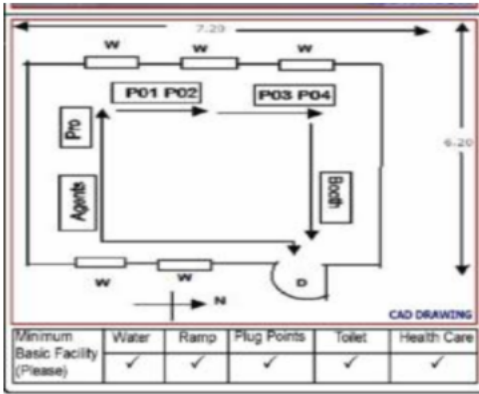 7.20
W W W
P01 P02
P03 P04
6.20
Pro
Agents
Booth
W
W
D
N
CAD DRAWING
Minimum
Basic Facility
(Please)
Water Ramp Plug Points Toilet Health Care
✓ ✓ ✓ ✓ ✓